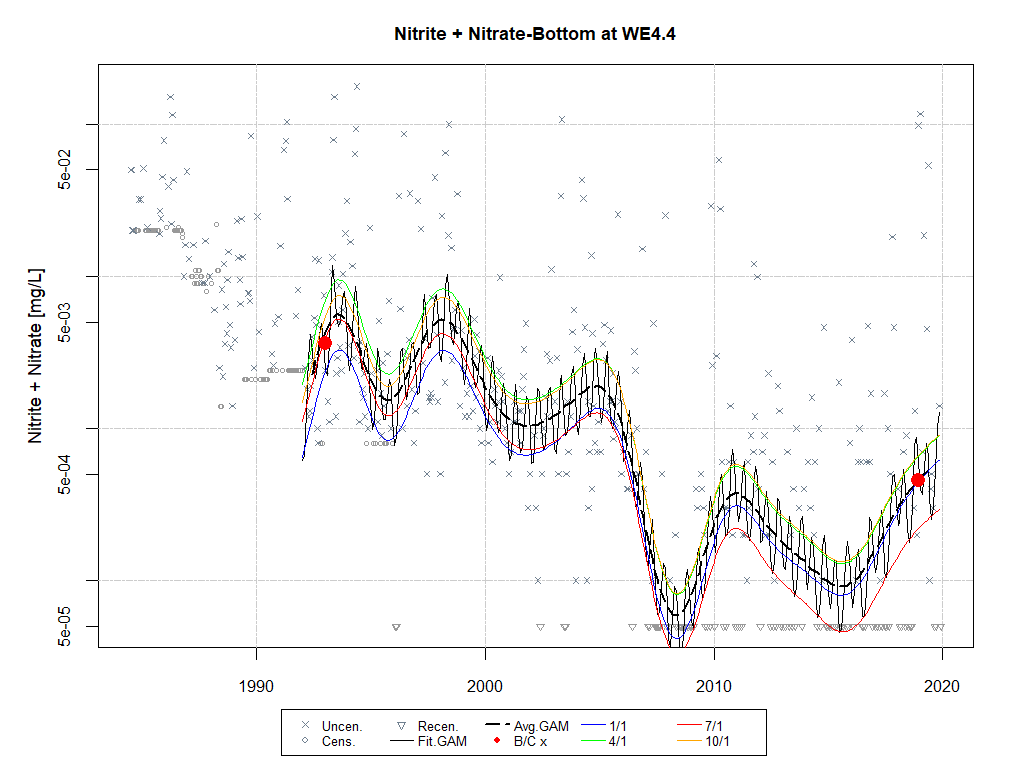 Nitrite + Nitrate-Bottom at WE4.4
Nitrite + Nitrate [mg/L]
5e-02
5e-03
5e-04
5e-05
1990
2000
2010
2020
Uncen.
Recen.
Avg.GAM
1/1
7/1
Cens.
Fit.GAM
B/C x
4/1
10/1